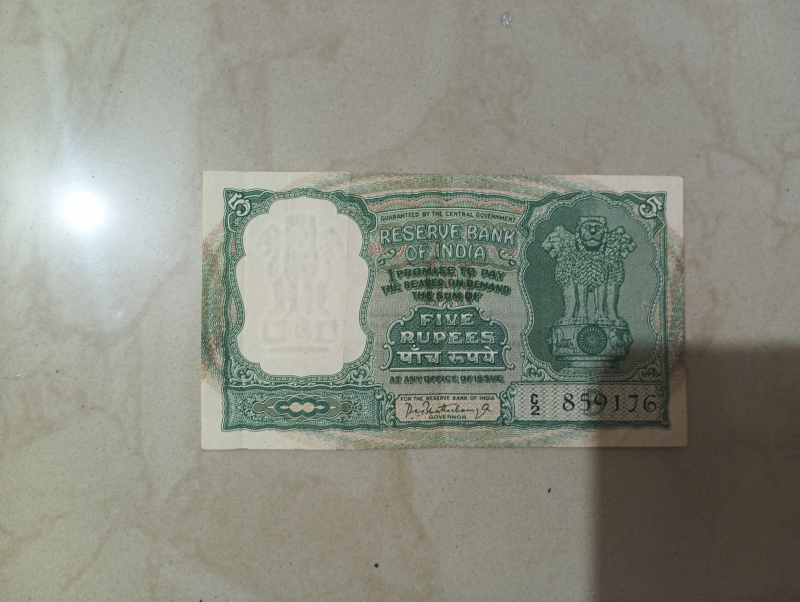 5
5
GUARANTEED BY THE CENTRAL GOVERNMENT
RESERVE BANK
OF INDIA
I PROMISE TO PAY
THE BEARER ON DEMAND
THE SUM OF
FIVE
RUPEES
पाँच रूपये
AT ANY OFFICE OF ISSUE
FOR THE RESERVE BANK OF INDIA
GOVERNOR
C/2 859176